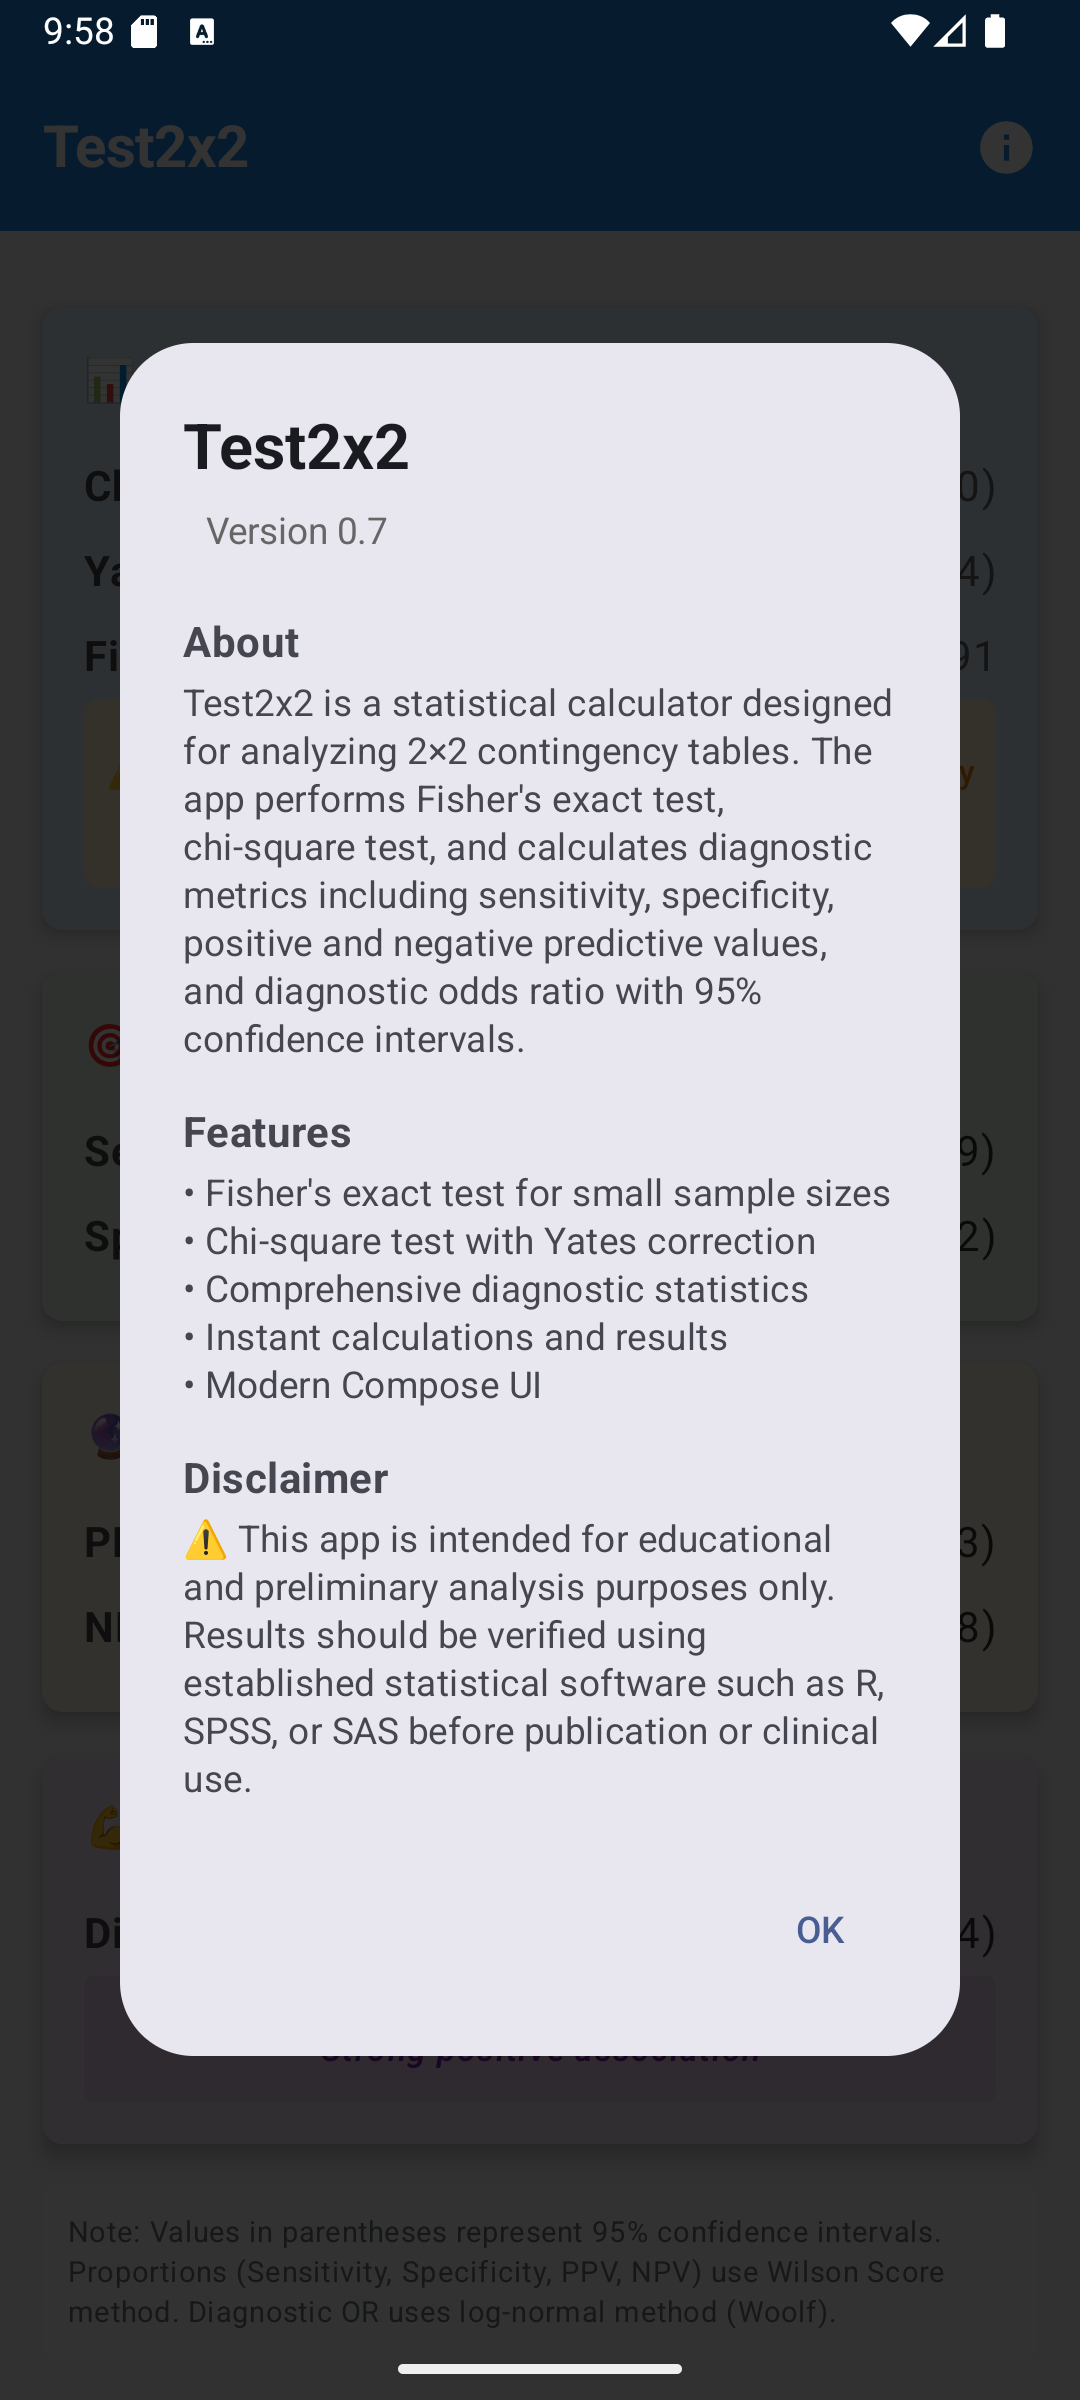 9:58
Test2x2
Test2x2
Version 0.7
About
Test2x2 is a statistical calculator designed
for analyzing 2×2 contingency tables. The
app performs Fisher's exact test,
chi-square test, and calculates diagnostic
metrics including sensitivity, specificity,
positive and negative predictive values,
and diagnostic odds ratio with 95%
confidence intervals.
Features
• Fisher's exact test for small sample sizes
• Chi-square test with Yates correction
• Comprehensive diagnostic statistics
• Instant calculations and results
• Modern Compose UI
Disclaimer
⚠️ This app is intended for educational
and preliminary analysis purposes only.
Results should be verified using
established statistical software such as R,
SPSS, or SAS before publication or clinical
use.
OK
Strong positive association
Note: Values in parentheses represent 95% confidence intervals.
Proportions (Sensitivity, Specificity, PPV, NPV) use Wilson Score
method. Diagnostic OR uses log-normal method (Woolf).